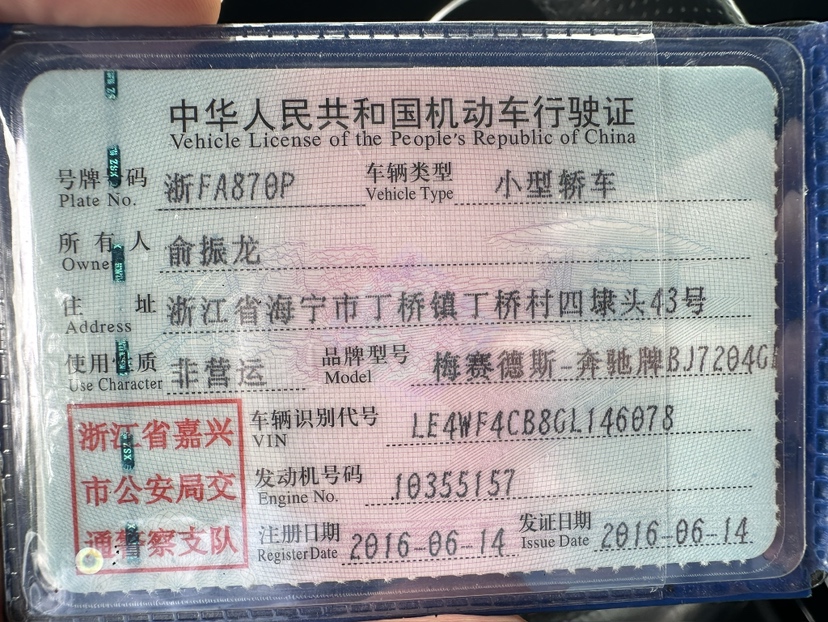 中华人民共和国机动车行驶证
Vehicle License of the People's Republic of China
号牌 码 浙FA870P 车辆类型 小型轿车
Plate No. Vehicle Type
所有人 俞振龙
Owner
住址 浙江省海宁市丁桥镇丁桥村四埭头43号
Address
使用性质 非营运 品牌型号 梅赛德斯-奔驰牌BJ7204G
Use Character Model
浙江省嘉兴 车辆识别代号 LE4WF4CB8GL146078
VIN
市公安局交 发动机号码 10355157
Engine No.
通警察支队 注册日期 2016-06-14 发证日期 2016-06-14
Register Date Issue Date